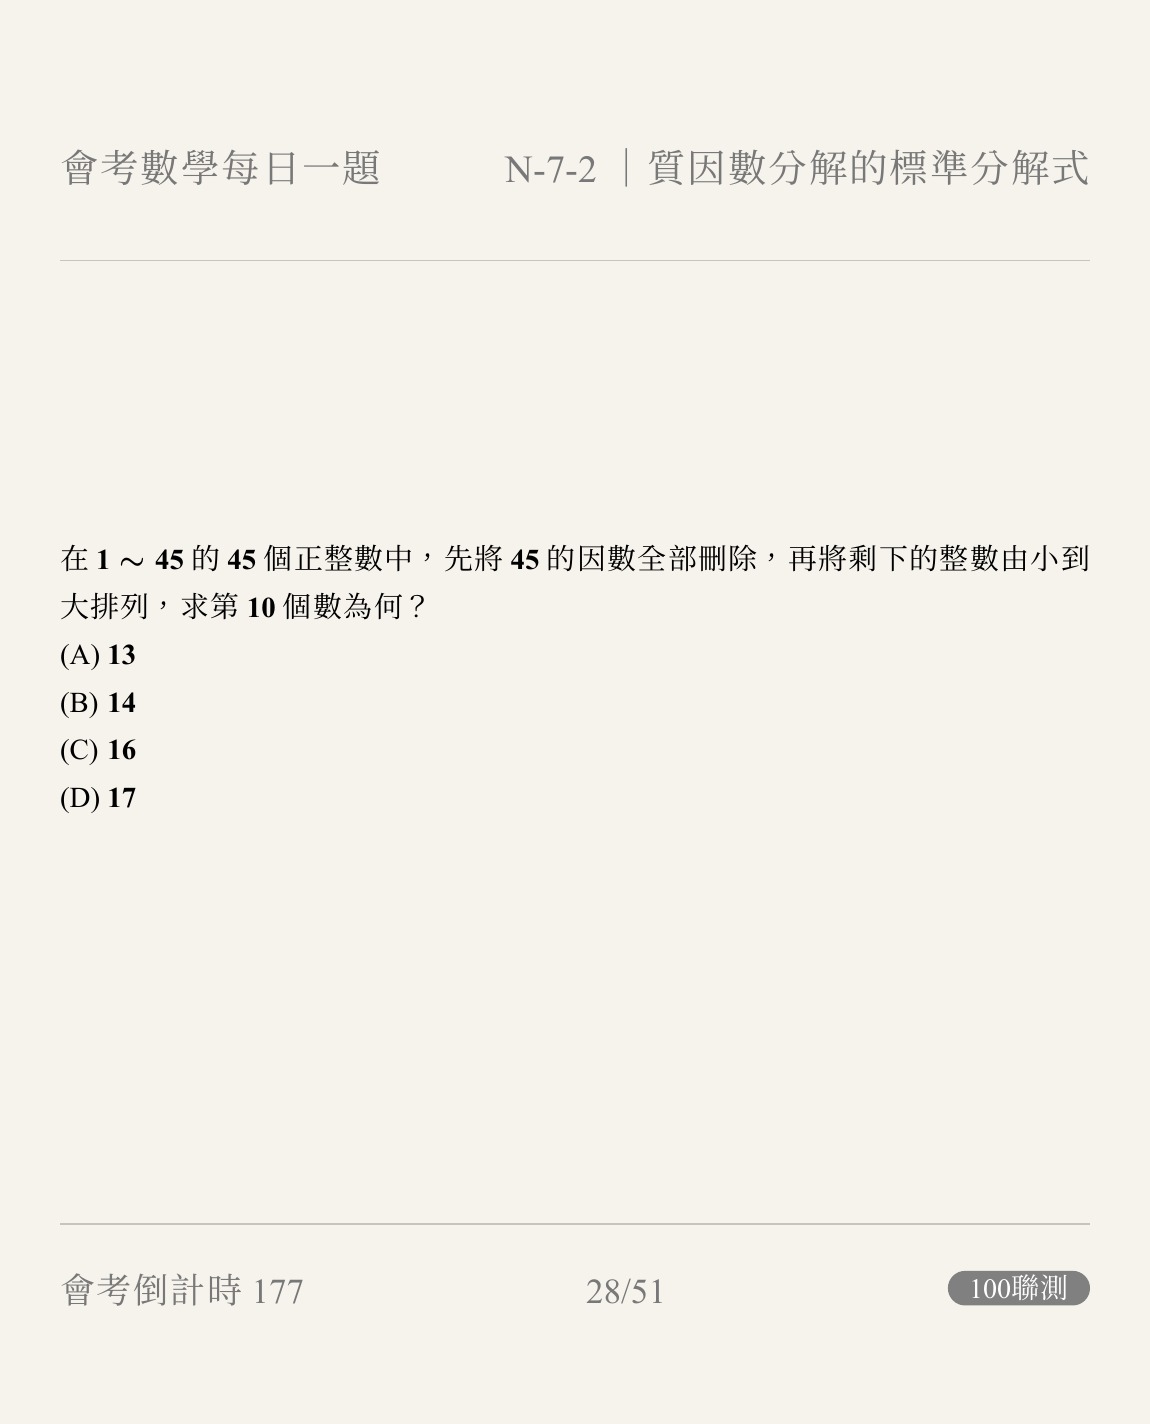 會考數學每日一題
N-7-2｜質因數分解的標準分解式
在 1 ∼ 45 的 45 個正整數中，先將 45 的因數全部刪除，再將剩下的整數由小到
大排列，求第 10 個數為何？
(A) 13
(B) 14
(C) 16
(D) 17
會考倒計時 177
28/51
100聯測